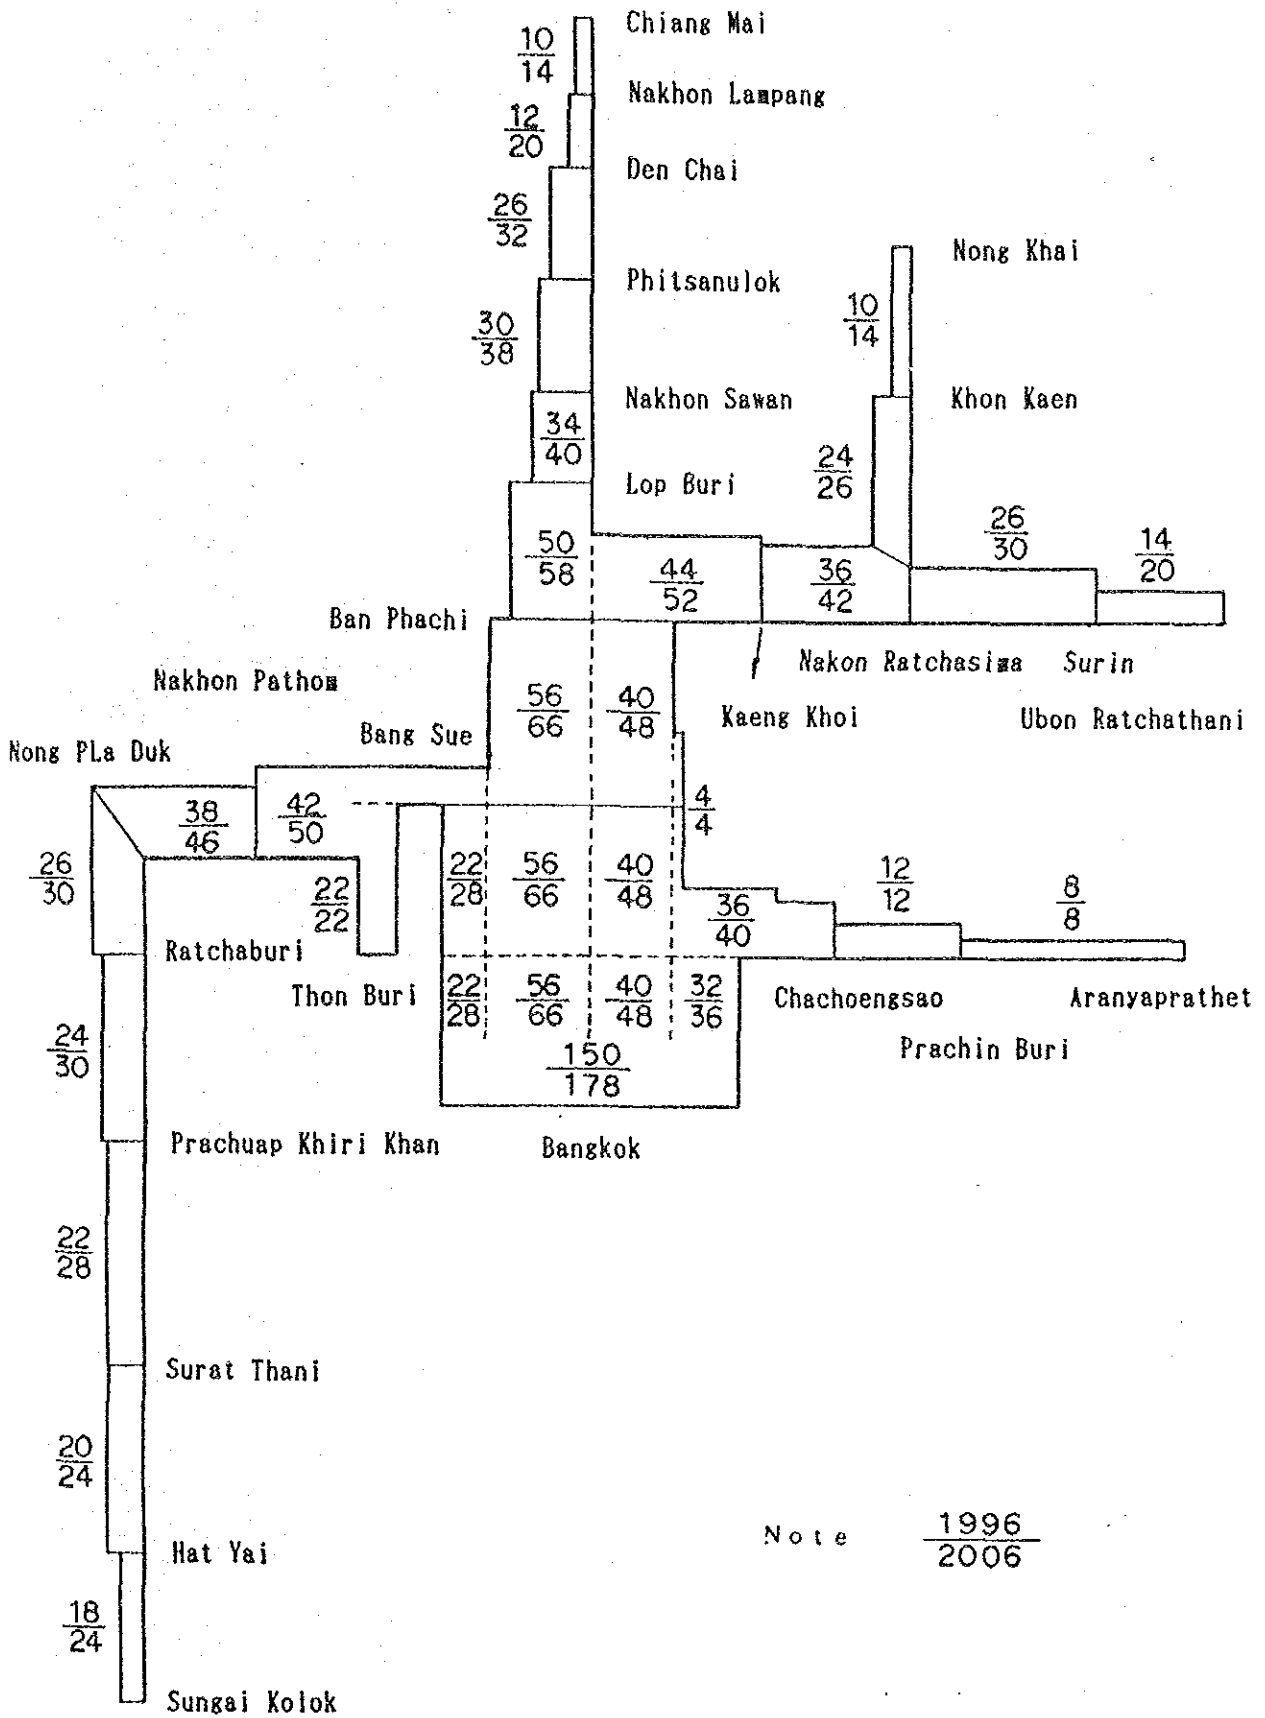 Chiang Mai
10
14
Nakhon Lampang
12
20
Den Chai
26
32
Nong Khai
Phitsanulok
10
14
30
38
Nakhon Sawan
Khon Kaen
34
40
24
26
Lop Buri
26
30
14
20
50
58
44
52
36
42
Ban Phachi
Nakon Ratchasima
Surin
Nakhon Pathom
56
66
40
48
Kaeng Khoi
Ubon Ratchathani
Bang Sue
Nong PLa Duk
38
46
42
50
4
4
26
30
22
22
22
28
56
66
40
48
12
12
8
8
36
40
Ratchaburi
Thon Buri
22
28
56
66
40
48
32
36
Chachoengsao
Aranyaprathet
24
30
150
178
Prachin Buri
Prachuap Khiri Khan
Bangkok
22
28
Surat Thani
20
24
Note
1996
2006
Hat Yai
18
24
Sungai Kolok